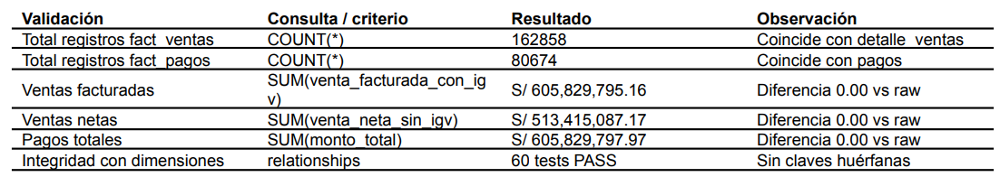 Validación Consulta / criterio Resultado Observación
Total registros fact_ventas COUNT(*) 162858 Coincide con detalle_ventas
Total registros fact_pagos COUNT(*) 80674 Coincide con pagos
Ventas facturadas SUM(venta_facturada_con_ig
v) S/ 605,829,795.16 Diferencia 0.00 vs raw
Ventas netas SUM(venta_neta_sin_igv) S/ 513,415,087.17 Diferencia 0.00 vs raw
Pagos totales SUM(monto_total) S/ 605,829,797.97 Diferencia 0.00 vs raw
Integridad con dimensiones relationships 60 tests PASS Sin claves huérfanas